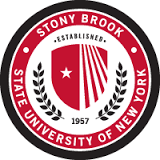 STONY BROOK
•ESTABLISHED•
1957
STATE UNIVERSITY OF NEW YORK